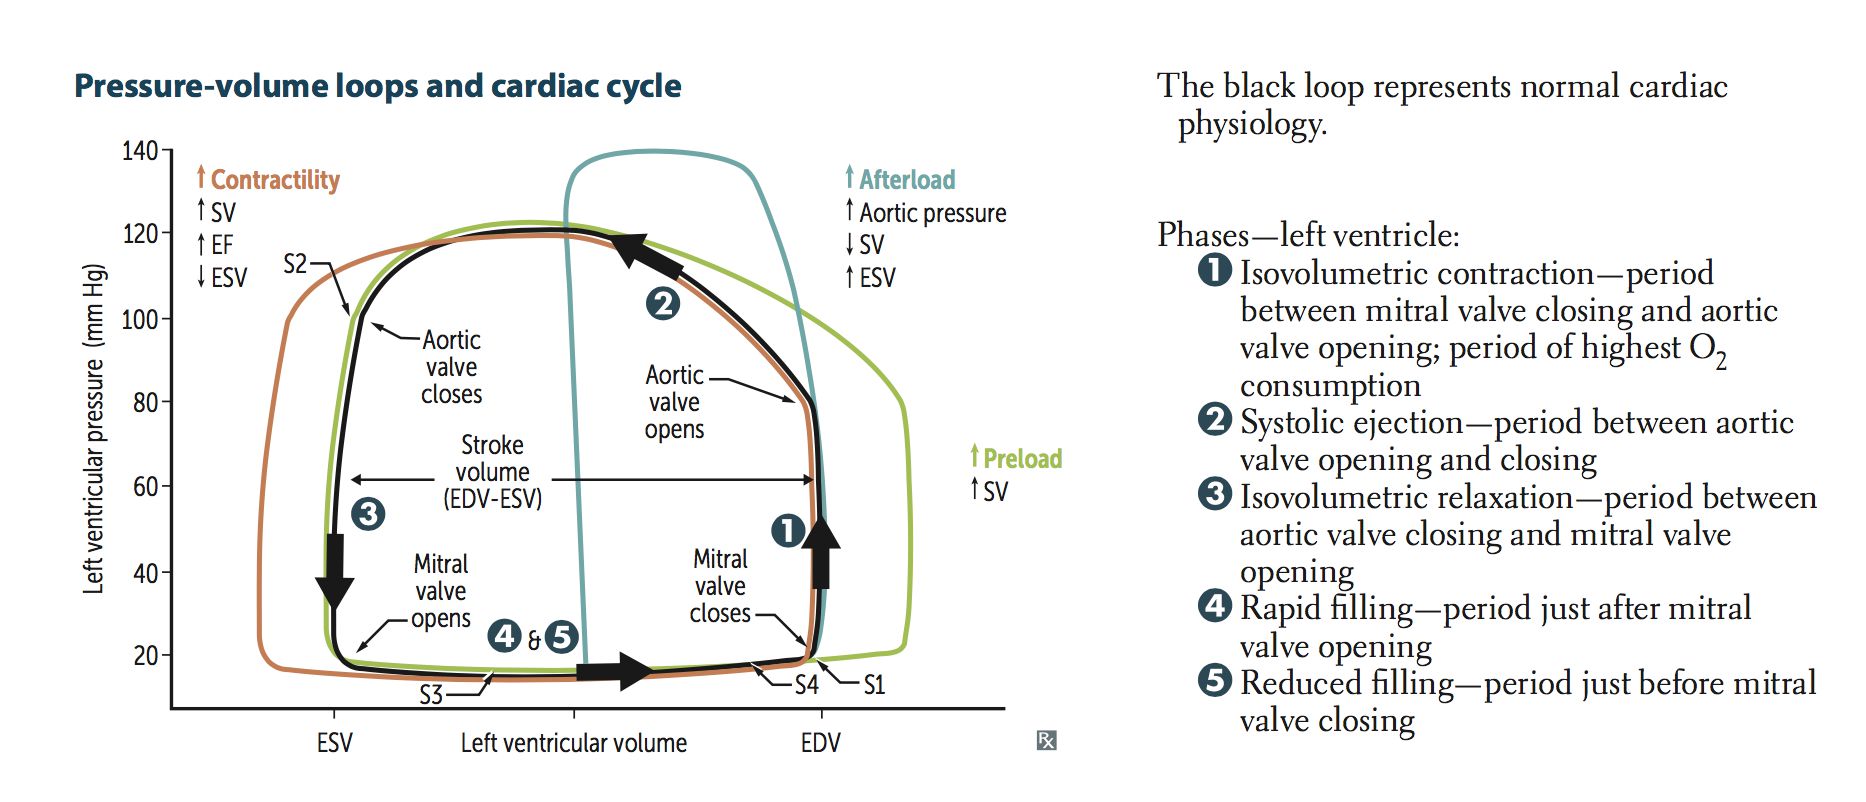 Pressure-volume loops and cardiac cycle
140
120
100
80
60
40
20
Left ventricular pressure (mm Hg)
↑ Contractility
↑ SV
↑ EF
↓ ESV
S2
Aortic
valve
closes
Stroke
volume
(EDV-ESV)
Aortic
valve
opens
↑ Afterload
↑ Aortic pressure
↓ SV
↑ ESV
↑ Preload
↑ SV
1
2
3
Mitral
valve
opens
4 & 5
Mitral
valve
closes
S3
S4
S1
ESV
Left ventricular volume
EDV
Rx
The black loop represents normal cardiac
physiology.
Phases—left ventricle:
1 Isovolumetric contraction—period
between mitral valve closing and aortic
valve opening; period of highest O2
consumption
2 Systolic ejection—period between aortic
valve opening and closing
3 Isovolumetric relaxation—period between
aortic valve closing and mitral valve
opening
4 Rapid filling—period just after mitral
valve opening
5 Reduced filling—period just before mitral
valve closing